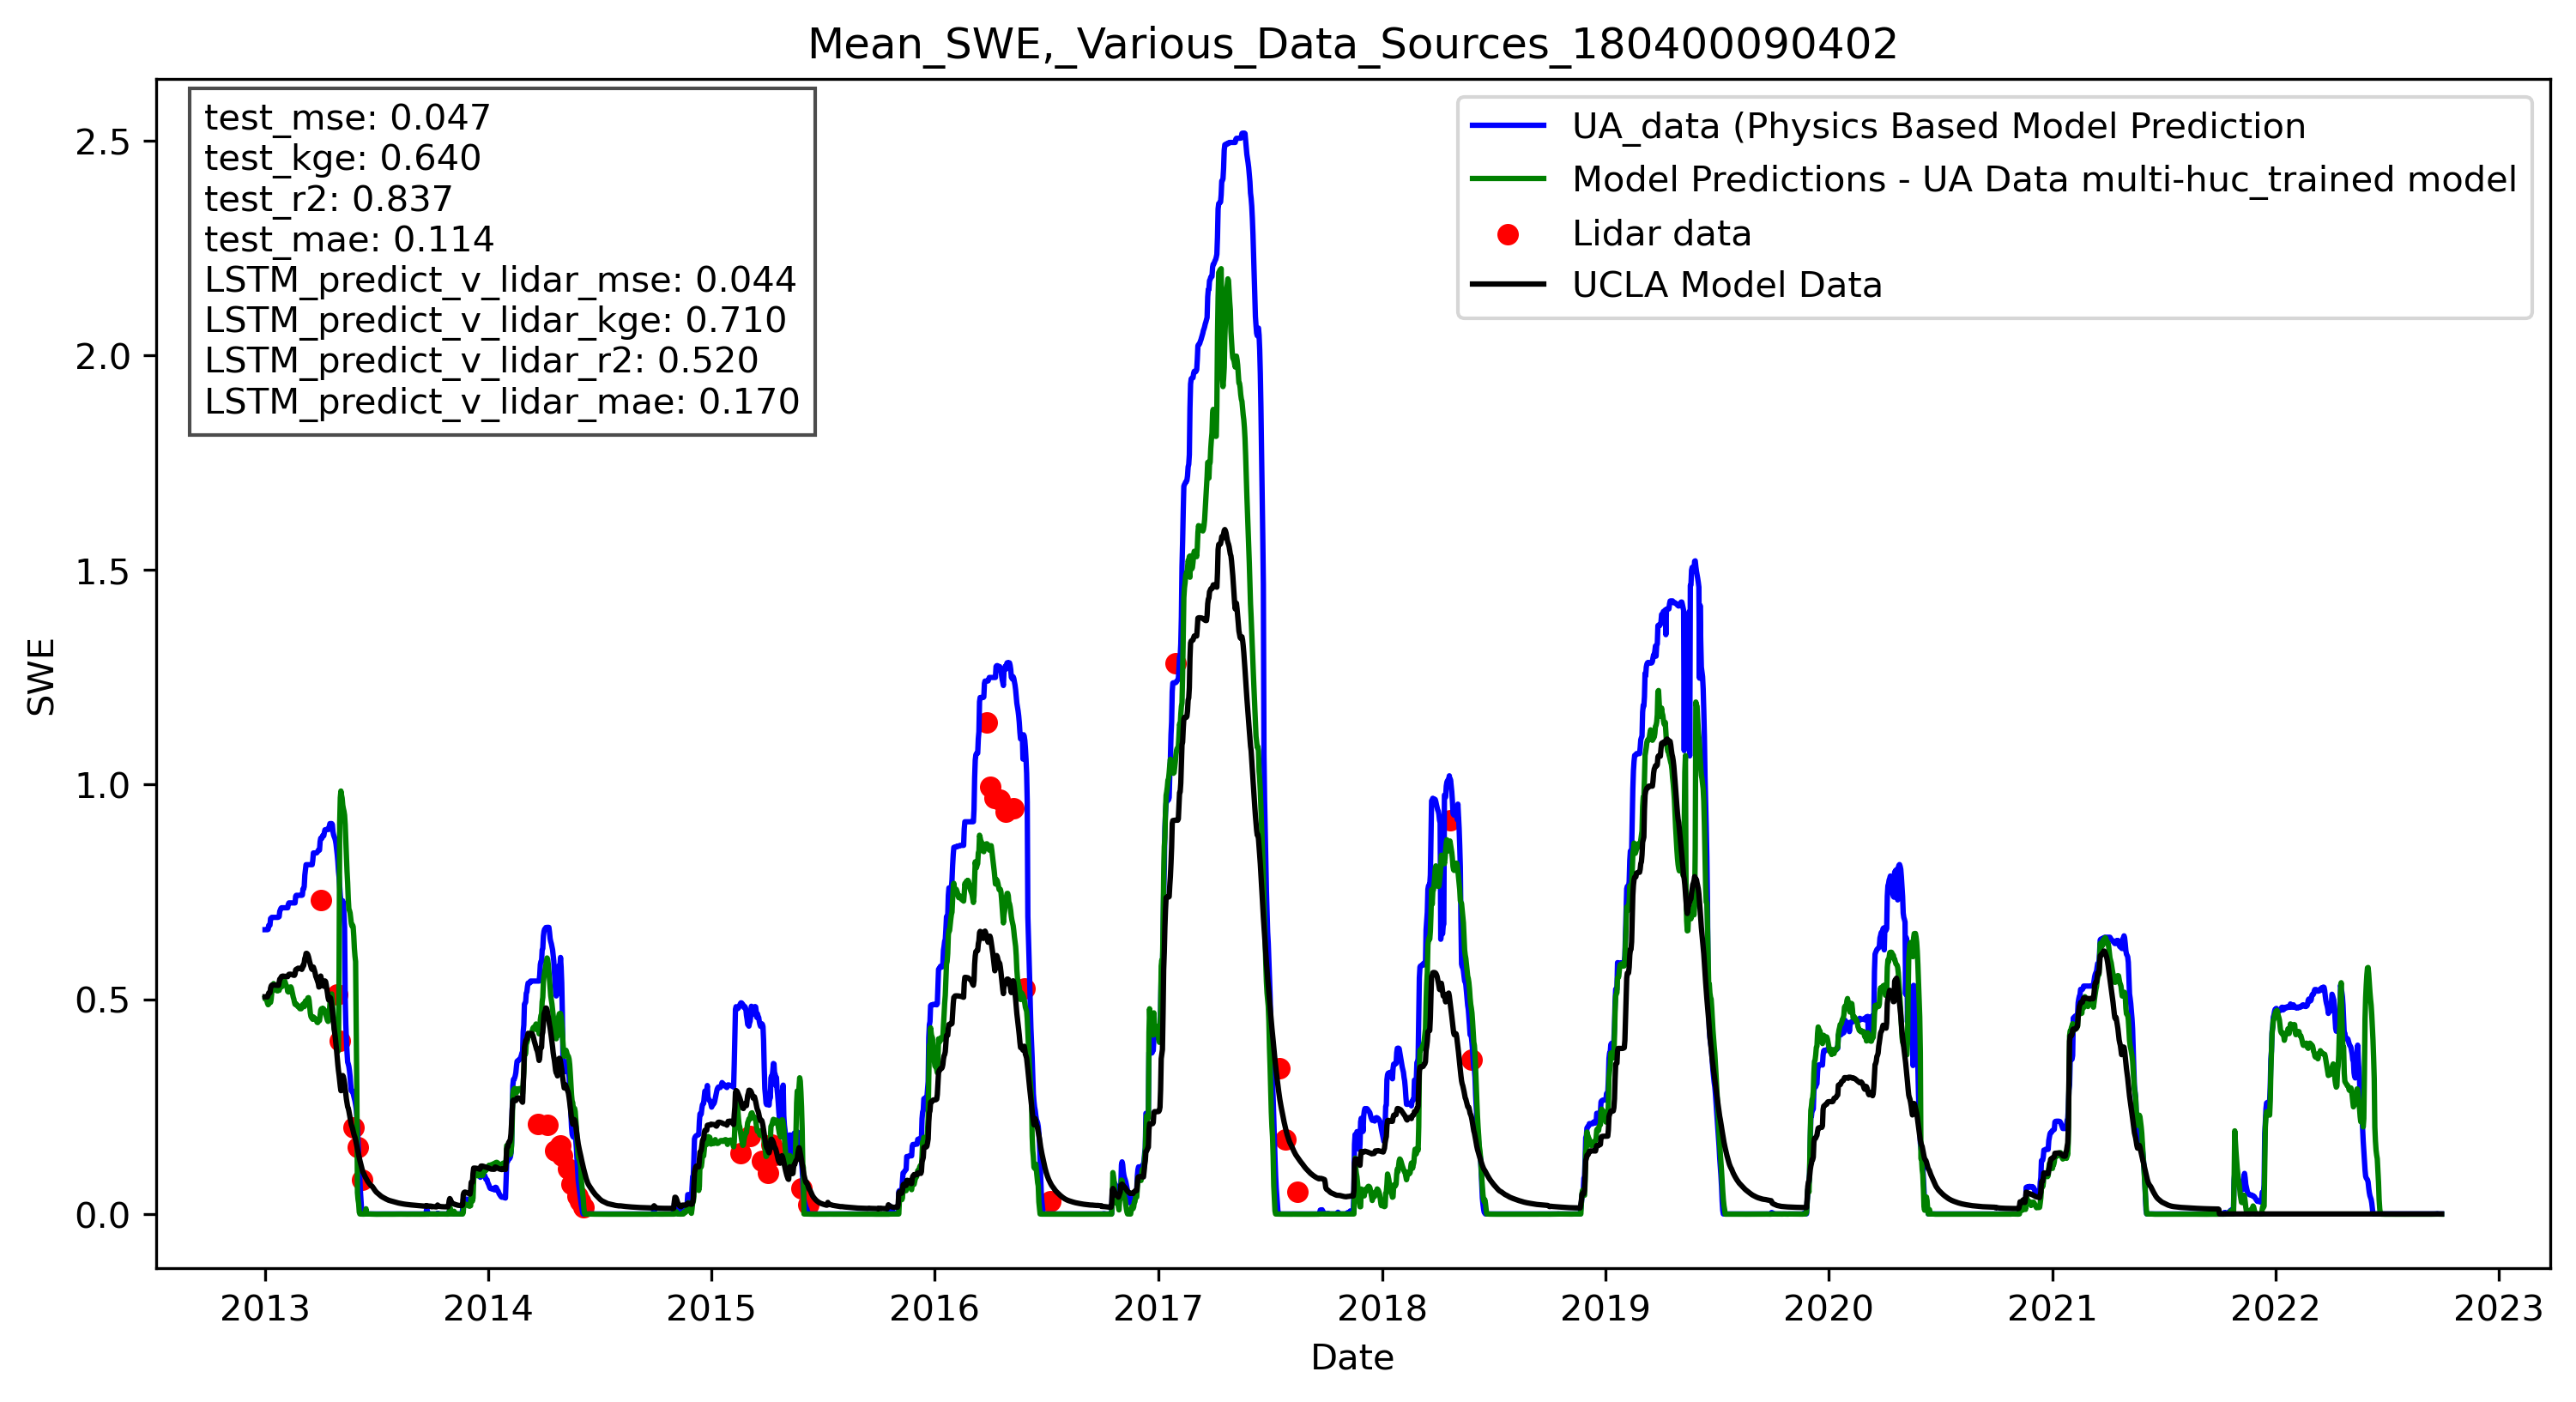 Mean_SWE,_Various_Data_Sources_180400090402
test_mse: 0.047
test_kge: 0.640
test_r2: 0.837
test_mae: 0.114
LSTM_predict_v_lidar_mse: 0.044
LSTM_predict_v_lidar_kge: 0.710
LSTM_predict_v_lidar_r2: 0.520
LSTM_predict_v_lidar_mae: 0.170
UA_data (Physics Based Model Prediction
Model Predictions - UA Data multi-huc_trained model
Lidar data
UCLA Model Data
2.5
2.0
1.5
1.0
0.5
0.0
SWE
2013 2014 2015 2016 2017 2018 2019 2020 2021 2022 2023
Date